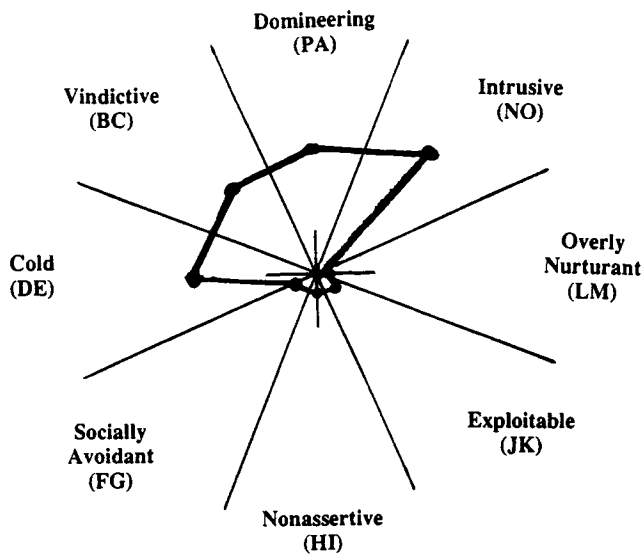 Domineering
(PA)
Intrusive
(NO)
Vindictive
(BC)
Overly
Nurturant
(LM)
Cold
(DE)
Exploitable
(JK)
Socially
Avoidant
(FG)
Nonassertive
(HI)